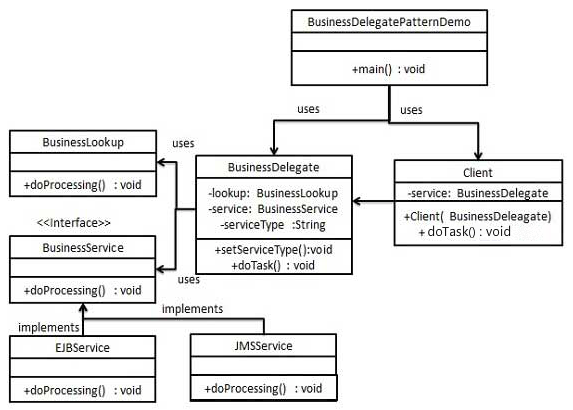 BusinessDelegatePatternDemo
+main() : void
uses
uses
BusinessLookup
+doProcessing() : void
uses
BusinessDelegate
-lookup: BusinessLookup
-service: BusinessService
-serviceType :String
+setServiceType():void
+doTask() : void
Client
-service: BusinessDelegate
+Client( BusinessDeleagate)
+ doTask() : void
<<Interface>>
BusinessService
+doProcessing() : void
uses
implements
implements
EJBService
+doProcessing() : void
JMSService
+doProcessing() : void